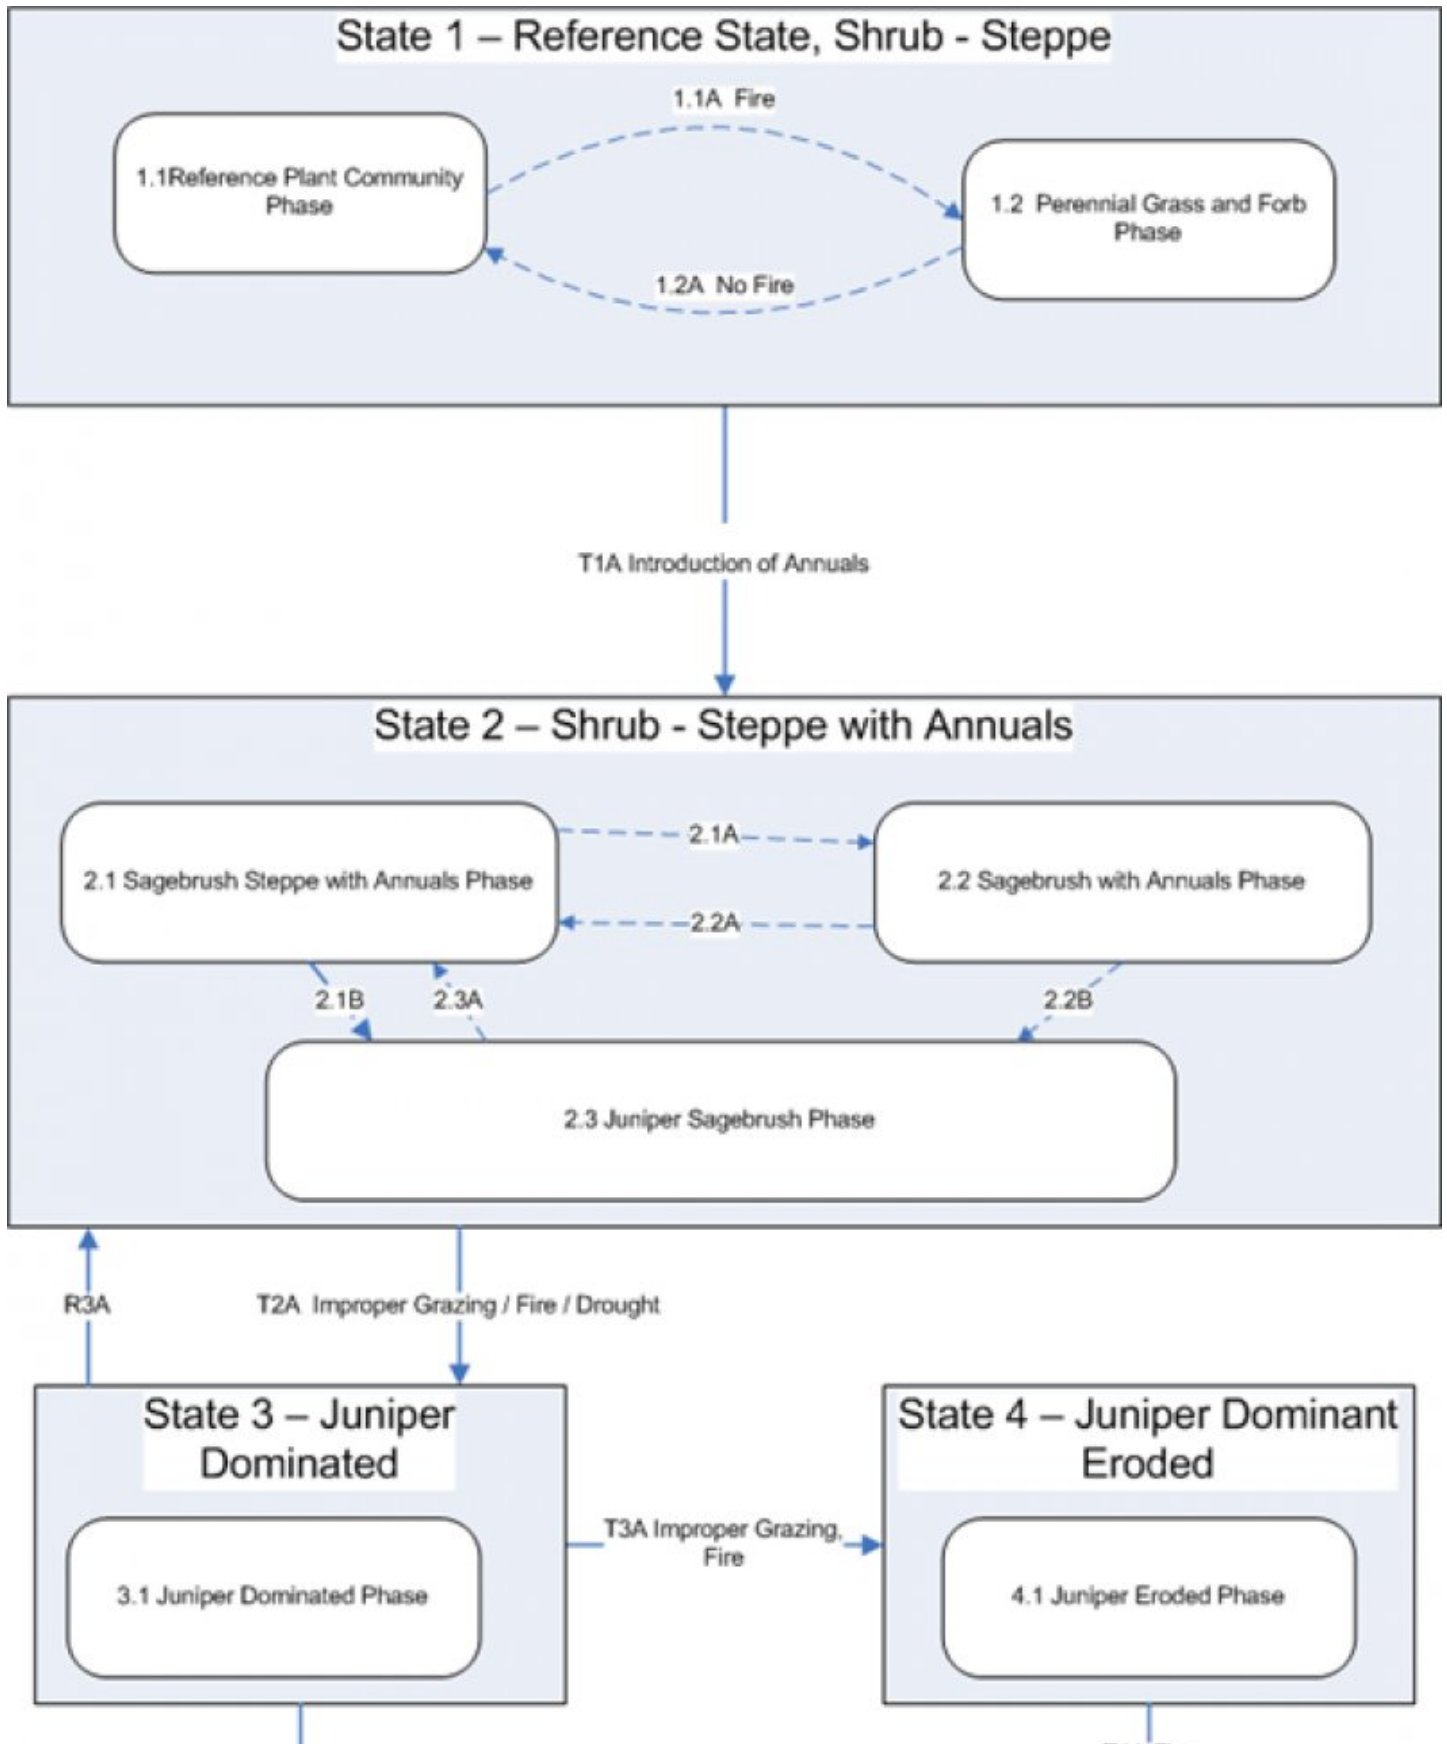 State 1 – Reference State, Shrub - Steppe
1.1A Fire
1.1Reference Plant Community
Phase
1.2 Perennial Grass and Forb
Phase
1.2A No Fire
T1A Introduction of Annuals
State 2 – Shrub - Steppe with Annuals
2.1A
2.1 Sagebrush Steppe with Annuals Phase
2.2 Sagebrush with Annuals Phase
2.2A
2.1B
2.3A
2.2B
2.3 Juniper Sagebrush Phase
R3A
T2A Improper Grazing / Fire / Drought
State 3 – Juniper
Dominated
State 4 – Juniper Dominant
Eroded
T3A Improper Grazing,
Fire
3.1 Juniper Dominated Phase
4.1 Juniper Eroded Phase